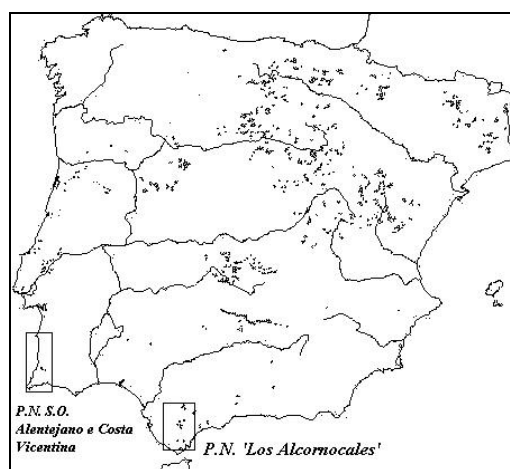 P.N. S.O.
Alentejano e Costa
Vicentina
P.N. 'Los Alcornocales'